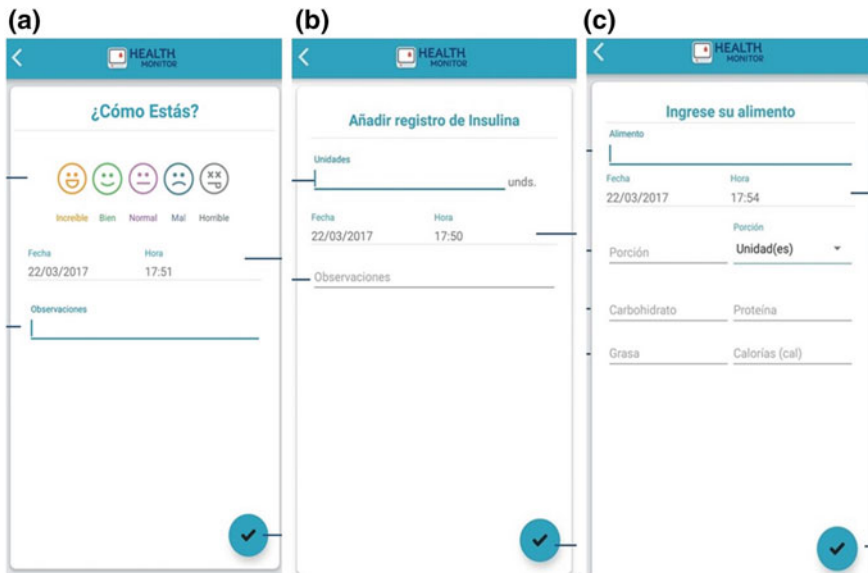 (a)
HEALTH
MONITOR
¿Cómo Estás?
Increíble Bien Normal Mal Horrible
Fecha Hora
22/03/2017 17:51
Observaciones
(b)
HEALTH
MONITOR
Añadir registro de Insulina
Unidades
unds.
Fecha Hora
22/03/2017 17:50
Observaciones
(c)
HEALTH
MONITOR
Ingrese su alimento
Alimento
Fecha Hora
22/03/2017 17:54
Porción
Porción Unidad(es)
Carbohidrato Proteína
Grasa Calorías (cal)